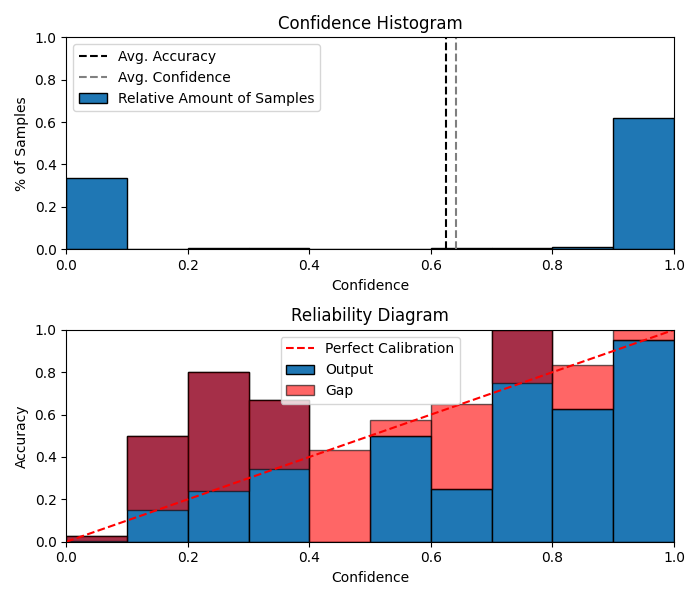 Confidence Histogram
1.0
0.8
0.6
0.4
0.2
0.0
% of Samples
Avg. Accuracy
Avg. Confidence
Relative Amount of Samples
0.0 0.2 0.4 0.6 0.8 1.0
Confidence
Reliability Diagram
1.0
0.8
0.6
0.4
0.2
0.0
Accuracy
Perfect Calibration
Output
Gap
0.0 0.2 0.4 0.6 0.8 1.0
Confidence